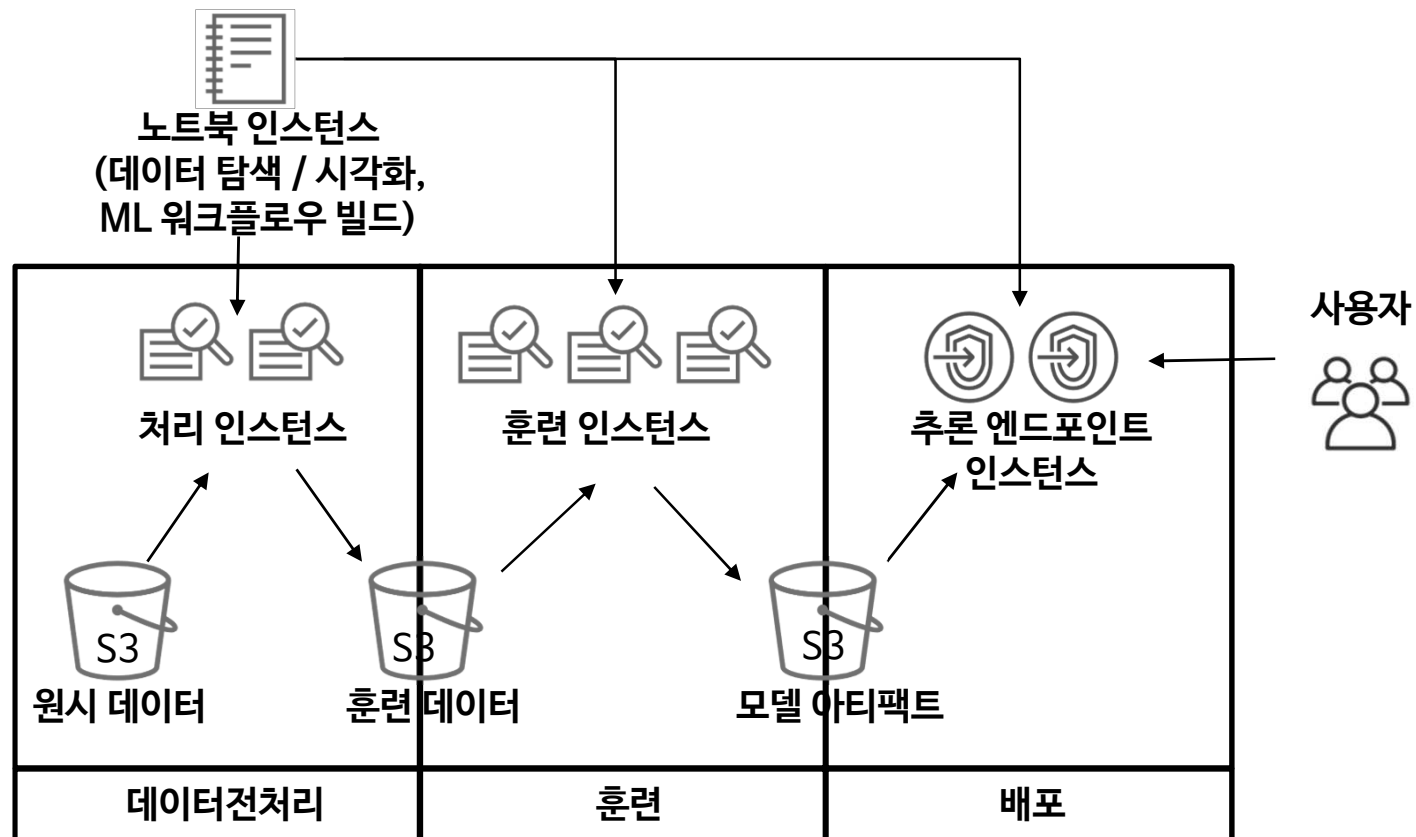 노트북 인스턴스
(데이터 탐색 / 시각화,
ML 워크플로우 빌드)
사용자
처리 인스턴스
훈련 인스턴스
추론 엔드포인트
인스턴스
S3
S3
S3
원시 데이터
훈련 데이터
모델 아티팩트
데이터전처리
훈련
배포